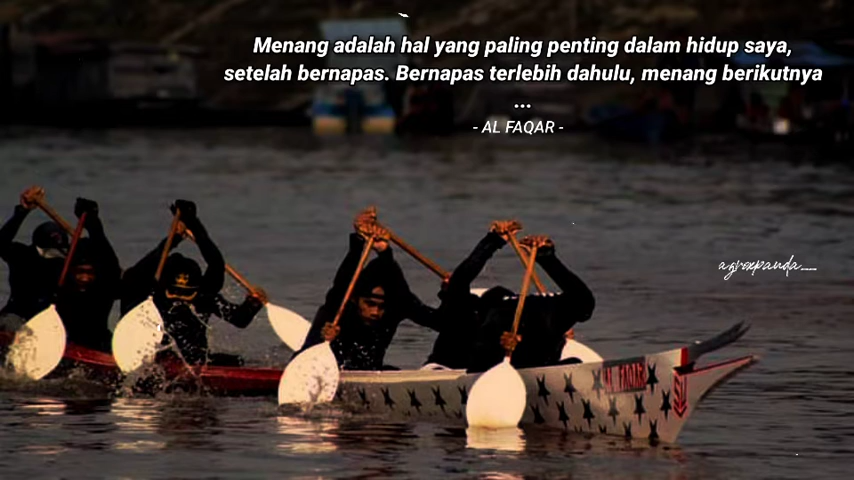 Menang adalah hal yang paling penting dalam hidup saya,
setelah bernapas. Bernapas terlebih dahulu, menang berikutnya
...
- AL FAQAR -
agroxpanda__
AL FAQAR